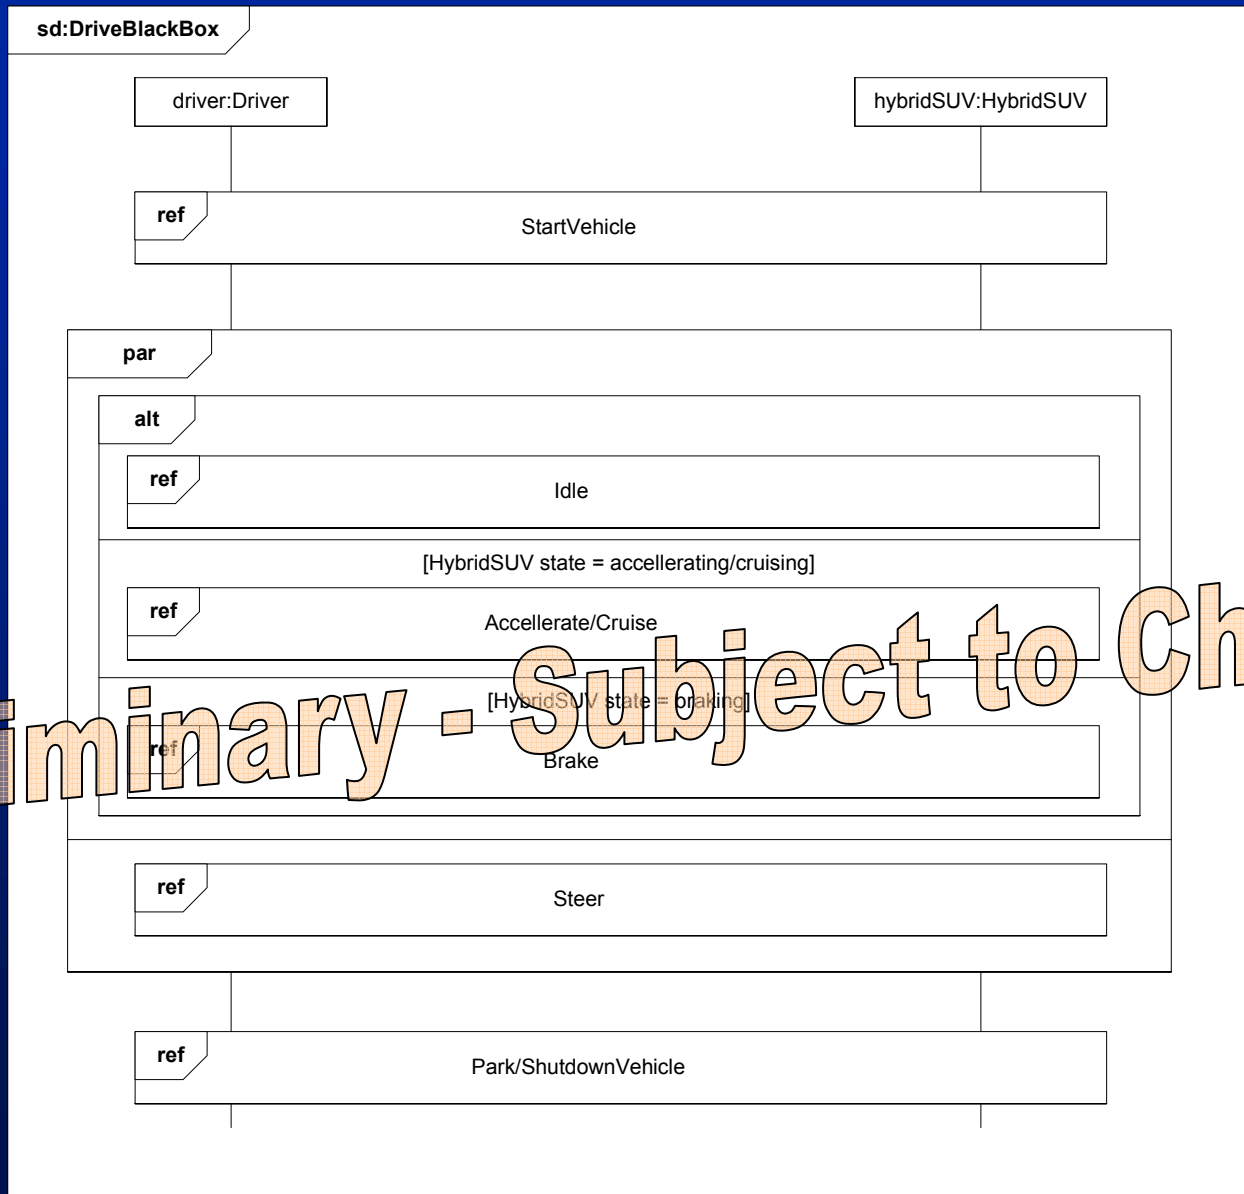 sd:DriveBlackBox
driver:Driver
hybridSUV:HybridSUV
ref
StartVehicle
par
alt
ref
Idle
[HybridSUV state = accellerating/cruising]
ref
Accellerate/Cruise
iminary - Subject to Ch
[HybridSUV state = braking]
ref
Brake
ref
Steer
ref
Park/ShutdownVehicle